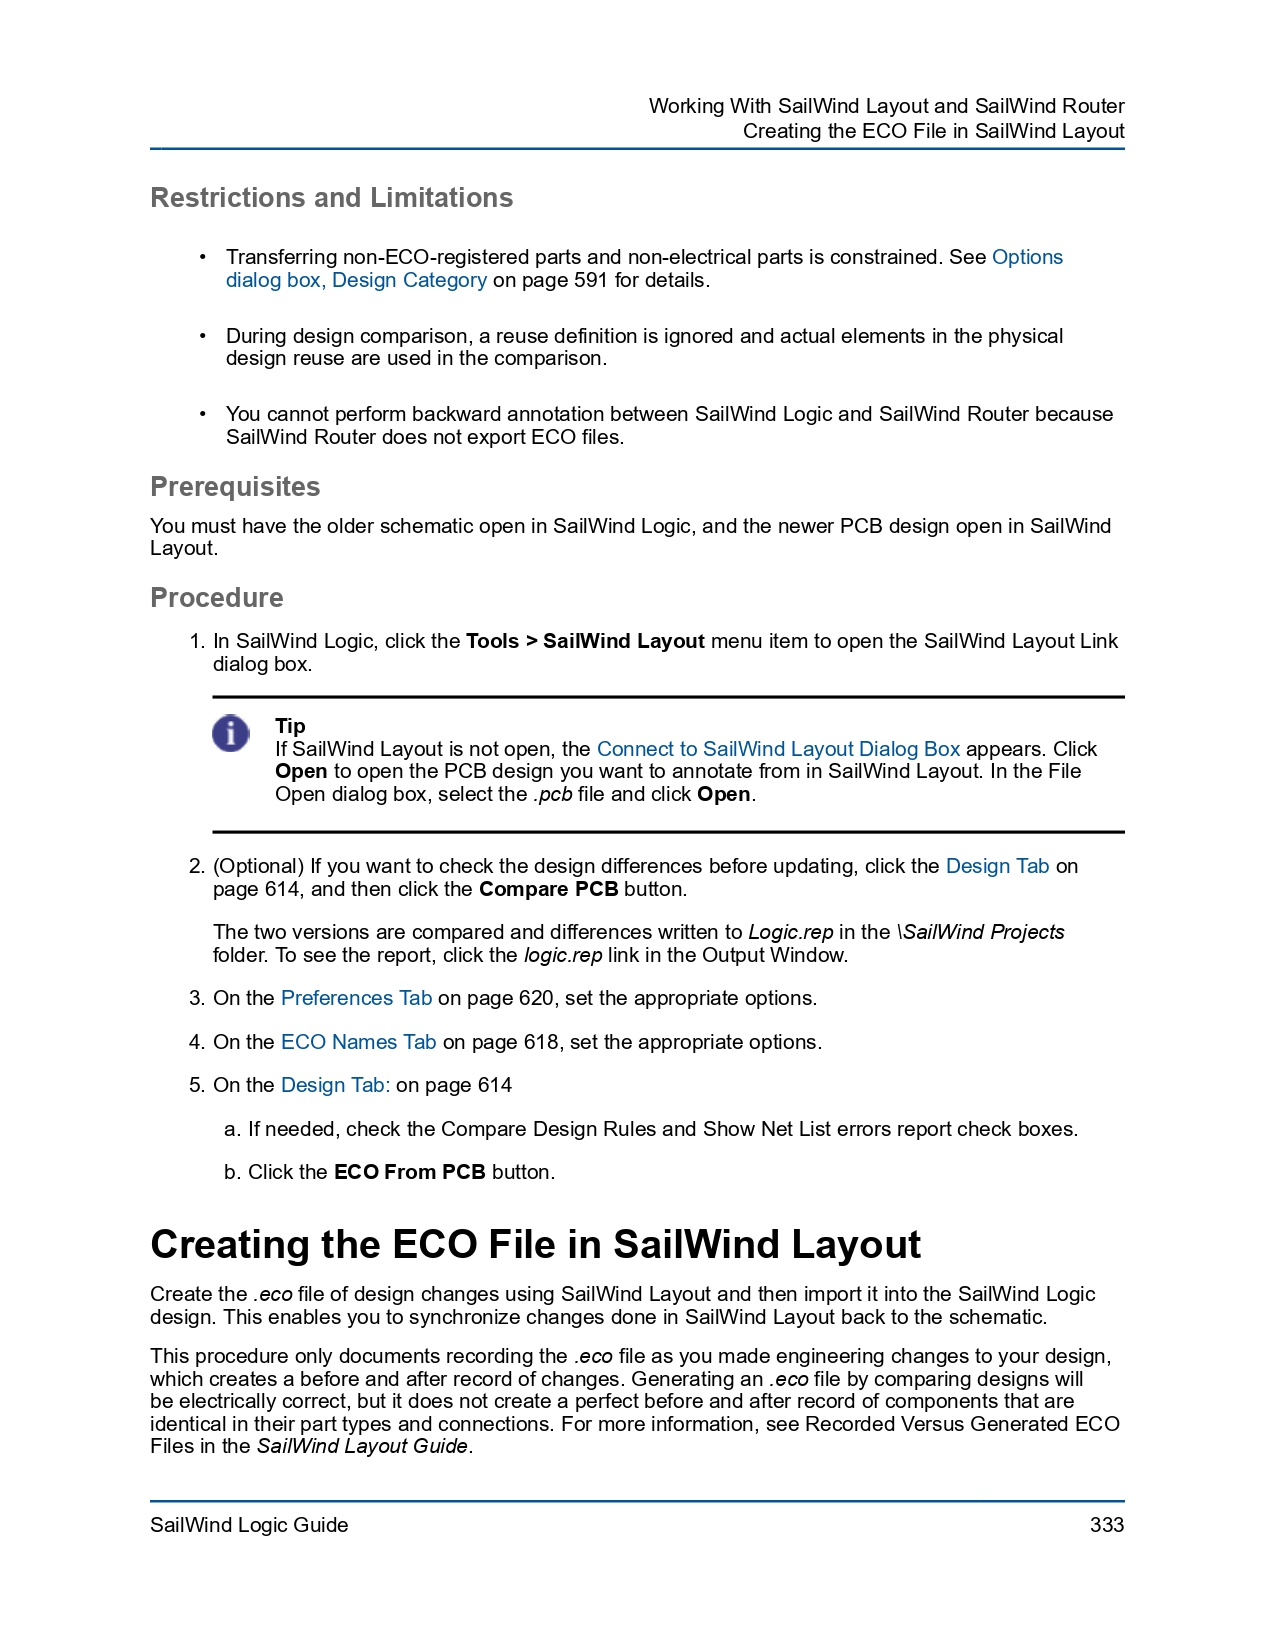 Working With SailWind Layout and SailWind Router
Creating the ECO File in SailWind Layout
Restrictions and Limitations
• Transferring non-ECO-registered parts and non-electrical parts is constrained. See Options
dialog box, Design Category on page 591 for details.
• During design comparison, a reuse definition is ignored and actual elements in the physical
design reuse are used in the comparison.
• You cannot perform backward annotation between SailWind Logic and SailWind Router because
SailWind Router does not export ECO files.
Prerequisites
You must have the older schematic open in SailWind Logic, and the newer PCB design open in SailWind
Layout.
Procedure
1. In SailWind Logic, click the Tools > SailWind Layout menu item to open the SailWind Layout Link
dialog box.
i
Tip
If SailWind Layout is not open, the Connect to SailWind Layout Dialog Box appears. Click
Open to open the PCB design you want to annotate from in SailWind Layout. In the File
Open dialog box, select the .pcb file and click Open.
2. (Optional) If you want to check the design differences before updating, click the Design Tab on
page 614, and then click the Compare PCB button.
The two versions are compared and differences written to Logic.rep in the \SailWind Projects
folder. To see the report, click the logic.rep link in the Output Window.
3. On the Preferences Tab on page 620, set the appropriate options.
4. On the ECO Names Tab on page 618, set the appropriate options.
5. On the Design Tab: on page 614
a. If needed, check the Compare Design Rules and Show Net List errors report check boxes.
b. Click the ECO From PCB button.
Creating the ECO File in SailWind Layout
Create the .eco file of design changes using SailWind Layout and then import it into the SailWind Logic
design. This enables you to synchronize changes done in SailWind Layout back to the schematic.
This procedure only documents recording the .eco file as you made engineering changes to your design,
which creates a before and after record of changes. Generating an .eco file by comparing designs will
be electrically correct, but it does not create a perfect before and after record of components that are
identical in their part types and connections. For more information, see Recorded Versus Generated ECO
Files in the SailWind Layout Guide.
SailWind Logic Guide
333